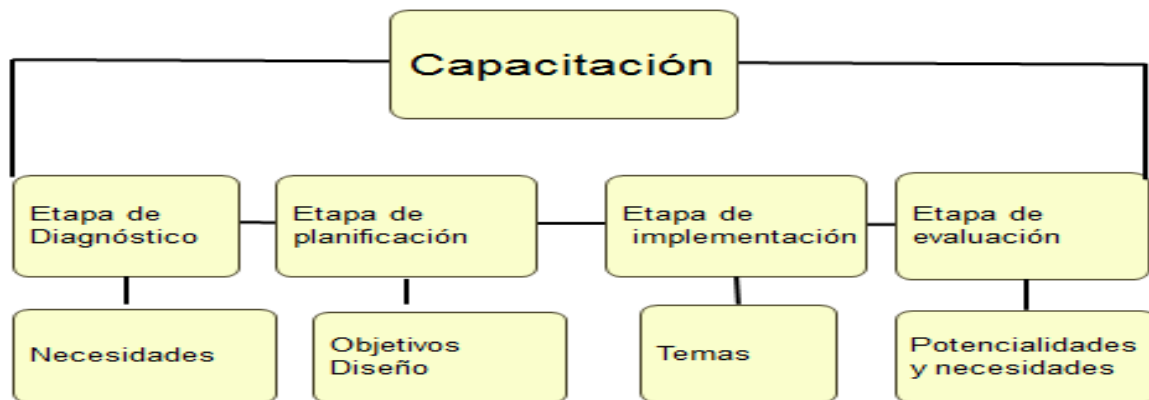 Capacitación
Etapa de
Diagnóstico
Etapa de
planificación
Etapa de
implementación
Etapa de
evaluación
Necesidades
Objetivos
Diseño
Temas
Potencialidades
y necesidades